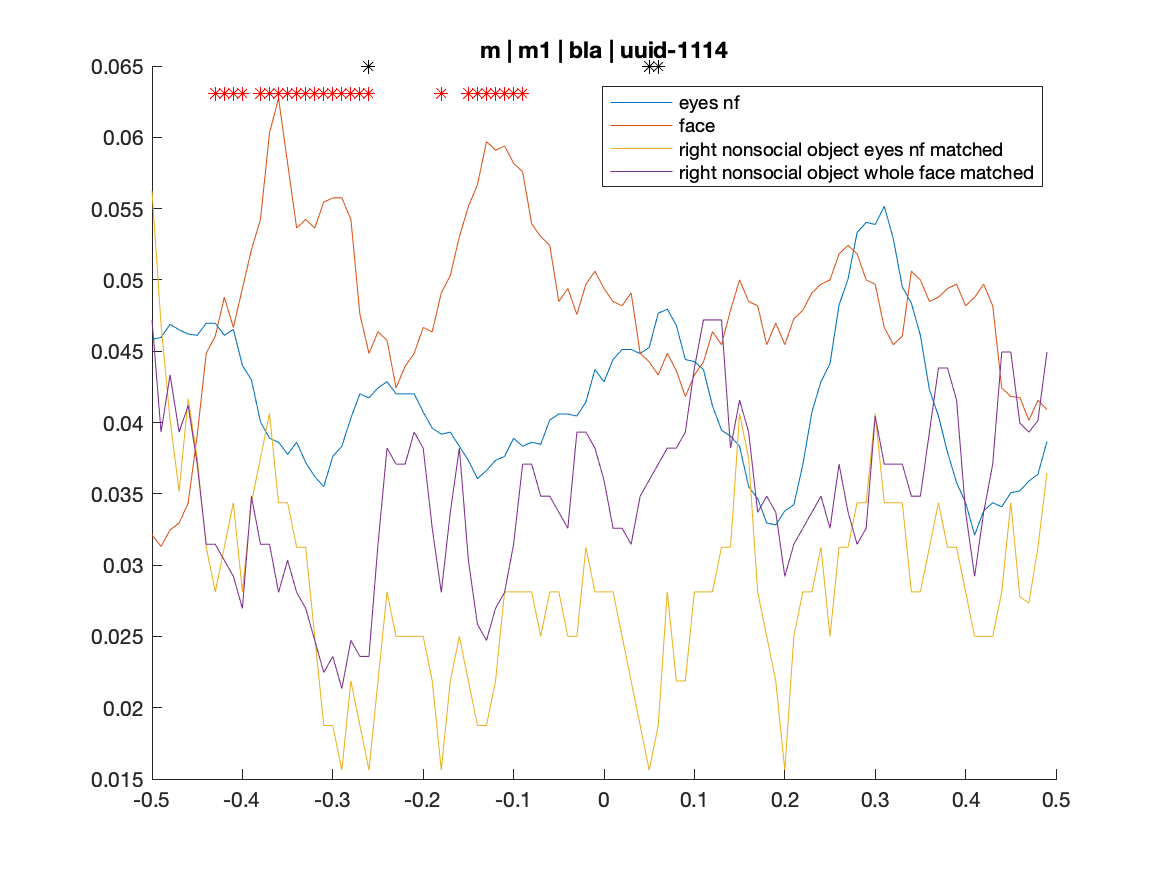 m | m1 | bla | uuid-1114
0.065
0.06
0.055
0.05
0.045
0.04
0.035
0.03
0.025
0.02
0.015
eyes nf
face
right nonsocial object eyes nf matched
right nonsocial object whole face matched
-0.5 -0.4 -0.3 -0.2 -0.1 0 0.1 0.2 0.3 0.4 0.5